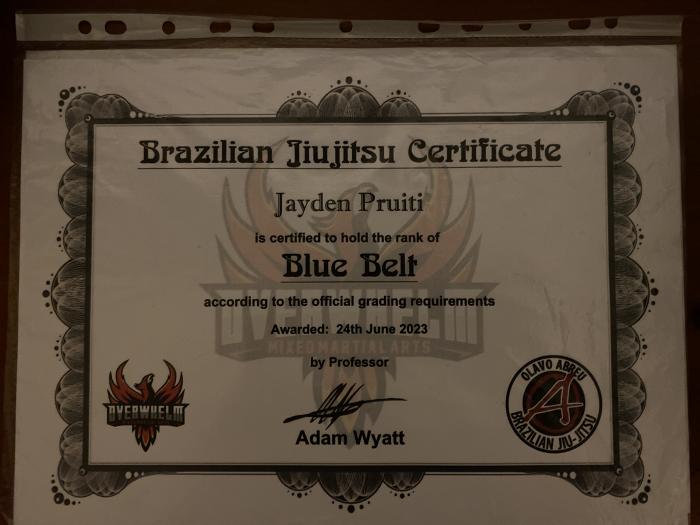 Brazilian Jiujitsu Certificate
Jayden Pruiti
is certified to hold the rank of
Blue Belt
according to the official grading requirements
OVERWHELM
MIXED MARTIAL ARTS
Awarded: 24th June 2023
by Professor
Adam Wyatt
OVERWHELM
OLAVO ABREU
A
BRAZILIAN JIU-JITSU